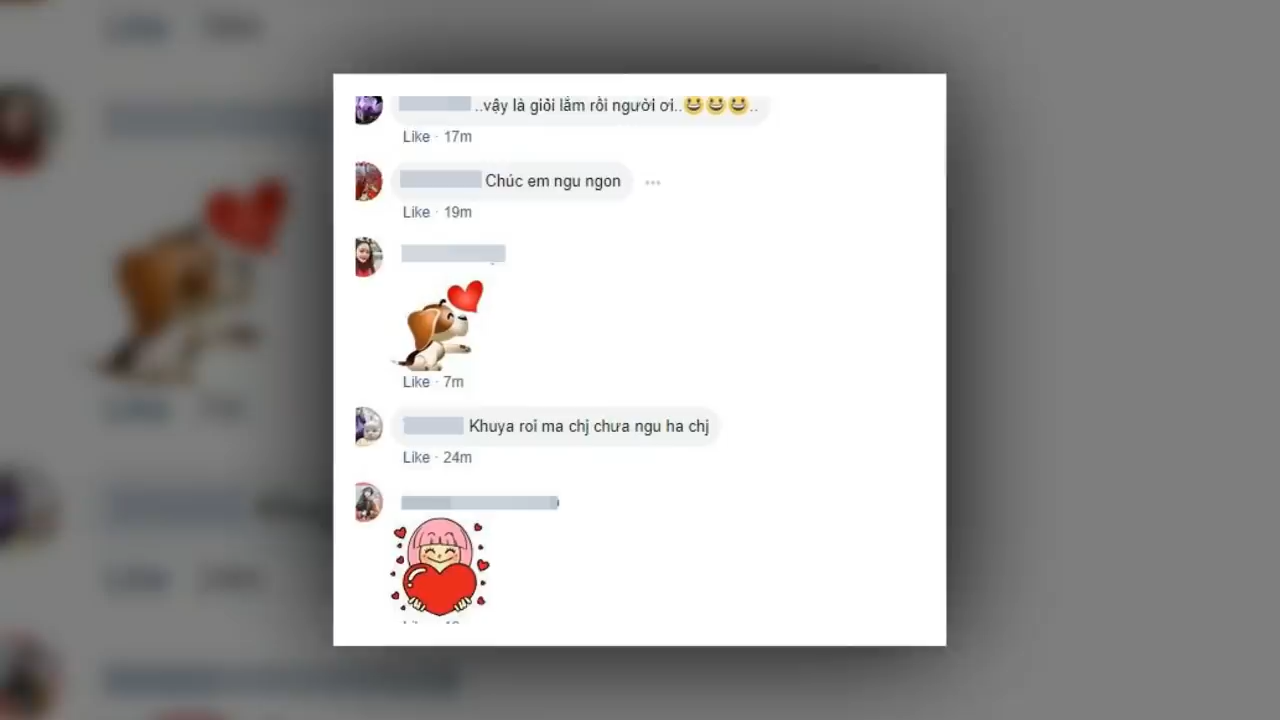 ..vậy là giỏi lắm rồi người ơi..😀😀😀..
Like · 17m
Chúc em ngu ngon
Like · 19m
Like · 7m
Khuya roi ma chj chưa ngu ha chj
Like · 24m